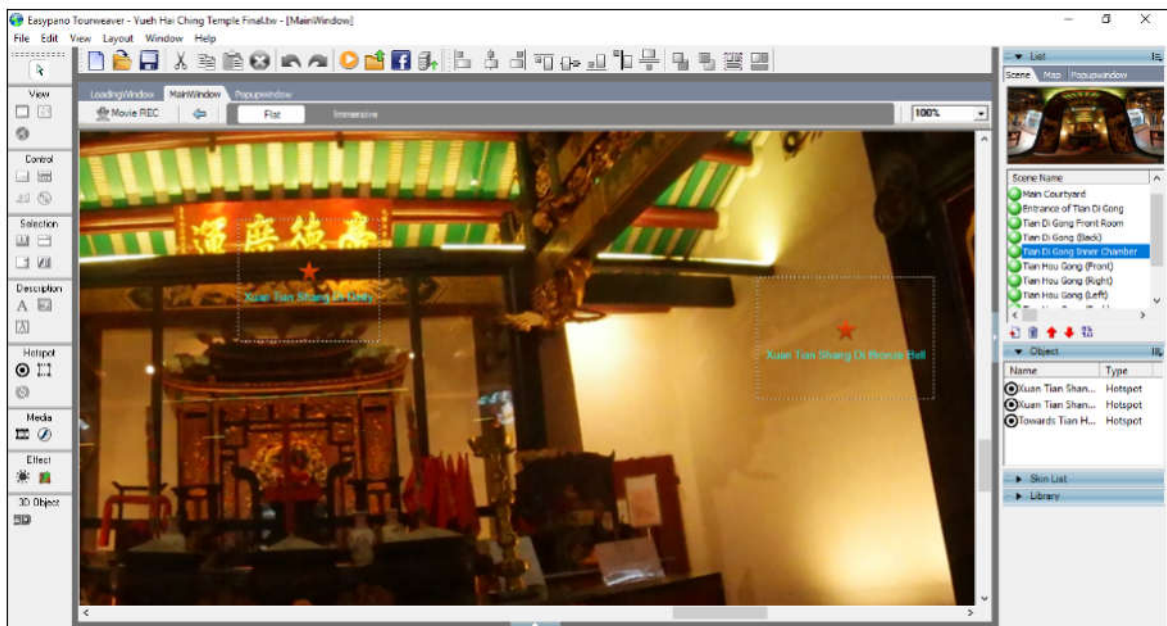 Easypano Tourweaver - Yueh Hai Ching Temple Final.tw - [MainWindow]
File Edit View Layout Window Help
View
Control
Selection
Description
Hotspot
Media
Effect
3D Object
3D
LoadingWindow MainWindow Popupwindow
Movie REC Flat Immersive 100%
運廣德高
Xuan Tian Shang Di Deity
Xuan Tian Shang Di Bronze Bell
List
Scene Map Popupwindow
Scene Name
Main Courtyard
Entrance of Tian Di Gong
Tian Di Gong Front Room
Tian Di Gong (Back)
Tian Di Gong Inner Chamber
Tian Hou Gong (Front)
Tian Hou Gong (Right)
Tian Hou Gong (Left)
Object
Name Type
Xuan Tian Shan... Hotspot
Xuan Tian Shan... Hotspot
Towards Tian H... Hotspot
Skin List
Library